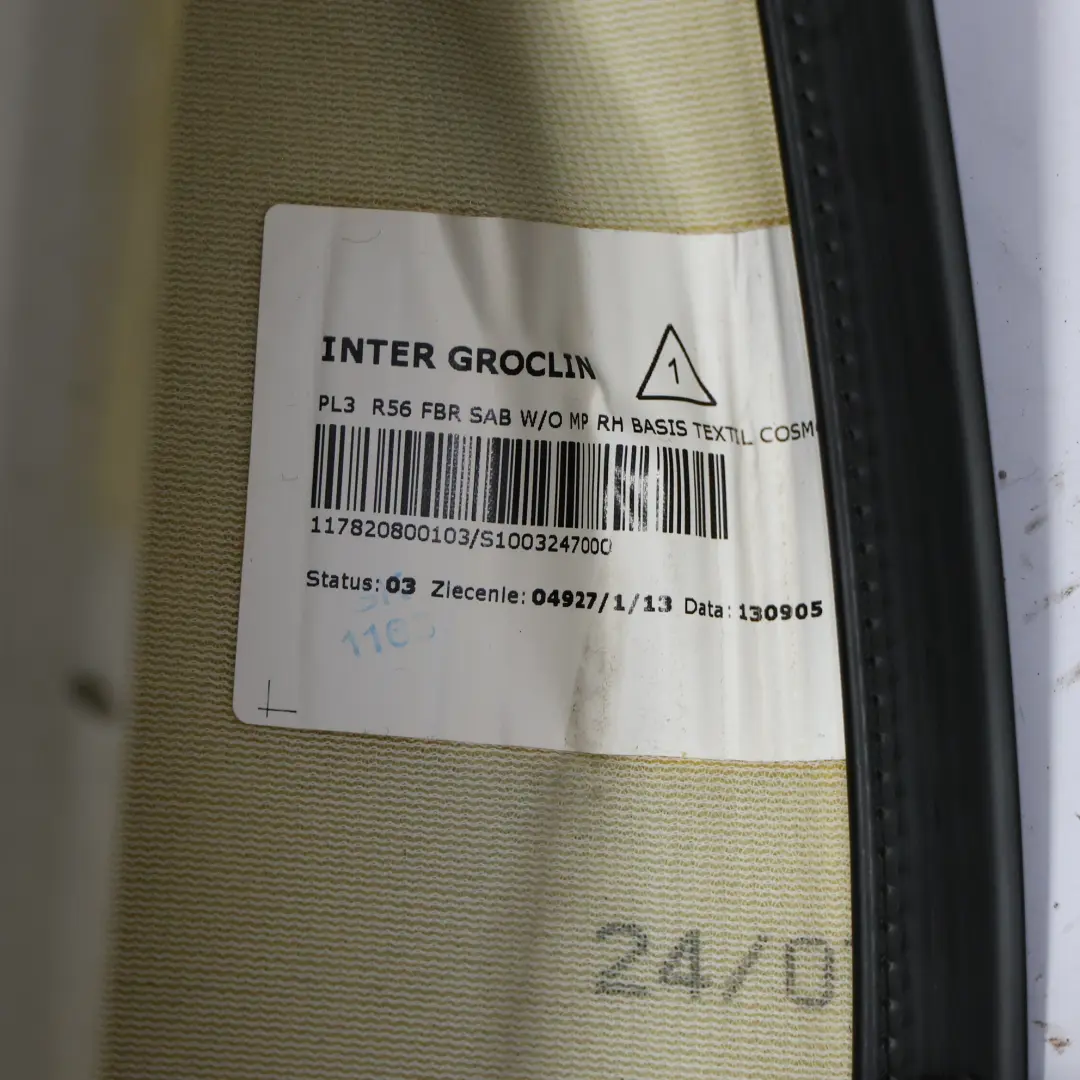 INTER GROCLIN
1
PL3 R56 FBR SAB W/O MP RH BASIS TEXTIL COSM
117820800103/S1003247000
Status: 03 Zlecenie: 04927/1/13 Data: 130905
24/0